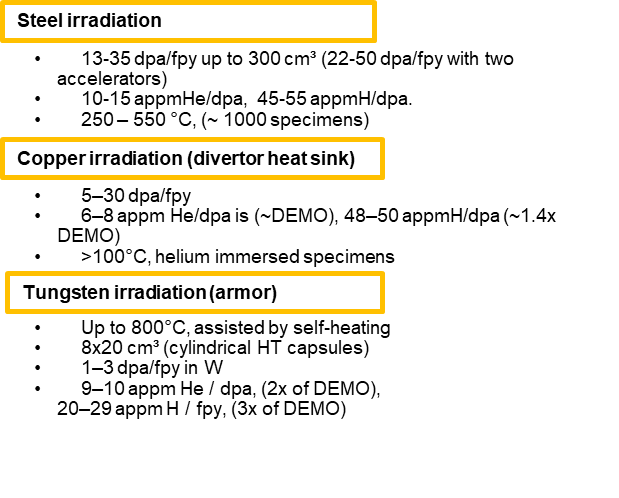 Steel irradiation
• 13-35 dpa/fpy up to 300 cm³ (22-50 dpa/fpy with two
accelerators)
• 10-15 appmHe/dpa, 45-55 appmH/dpa.
• 250 – 550 °C, (~ 1000 specimens)
Copper irradiation (divertor heat sink)
• 5–30 dpa/fpy
• 6–8 appm He/dpa is (~DEMO), 48–50 appmH/dpa (~1.4x
DEMO)
• >100°C, helium immersed specimens
Tungsten irradiation (armor)
• Up to 800°C, assisted by self-heating
• 8x20 cm³ (cylindrical HT capsules)
• 1–3 dpa/fpy in W
• 9–10 appm He / dpa, (2x of DEMO),
20–29 appm H / fpy, (3x of DEMO)